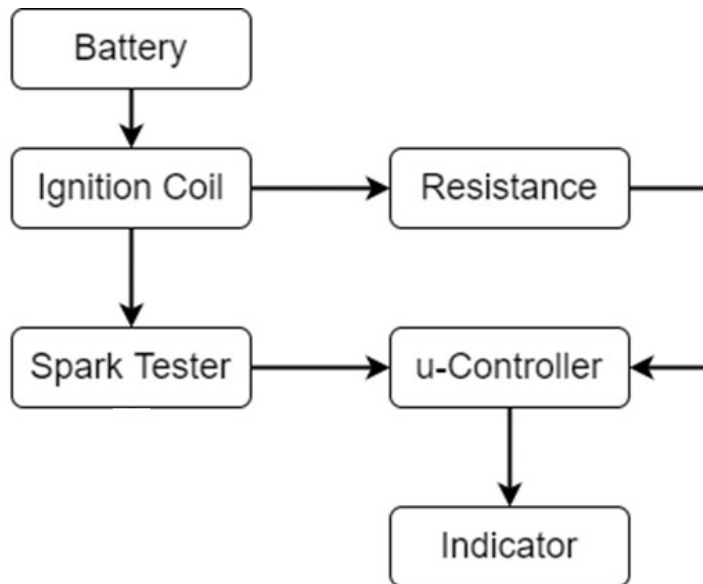 Battery
Ignition Coil
Resistance
Spark Tester
u-Controller
Indicator